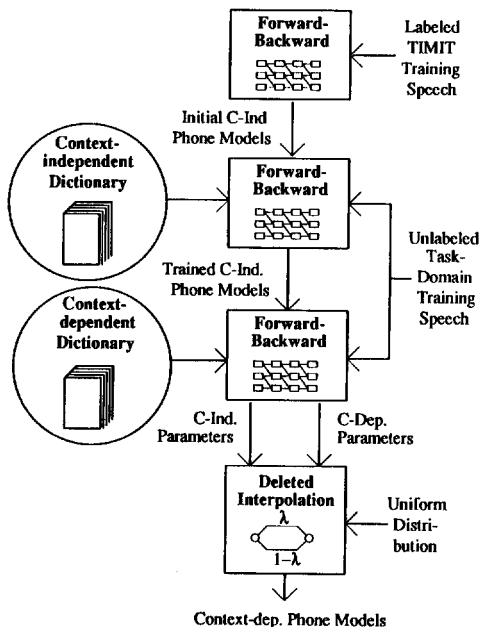 Forward-
Backward
Labeled
TIMIT
Training
Speech
Initial C-Ind
Phone Models
Context-
independent
Dictionary
Forward-
Backward
Unlabeled
Task-
Domain
Training
Speech
Trained C-Ind.
Phone Models
Context-
dependent
Dictionary
Forward-
Backward
C-Ind.
Parameters
C-Dep.
Parameters
Deleted
Interpolation
λ
1-λ
Uniform
Distri-
bution
Context-dep. Phone Models